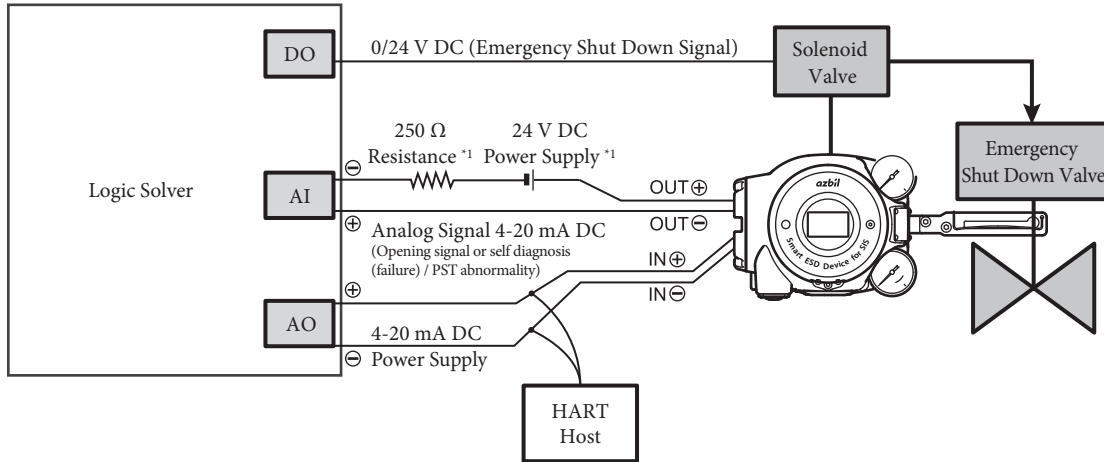 DO
0/24 V DC (Emergency Shut Down Signal)
Solenoid
Valve
250 Ω
Resistance *1
24 V DC
Power Supply *1
⊖
Emergency
Shut Down Valve
Logic Solver
AI
OUT⊕
OUT⊖
azbil
Smart ESD Device for SIS
⊕
Analog Signal 4-20 mA DC
(Opening signal or self diagnosis
(failure) / PST abnormality)
IN⊕
IN⊖
⊕
AO
4-20 mA DC
⊖ Power Supply
HART
Host